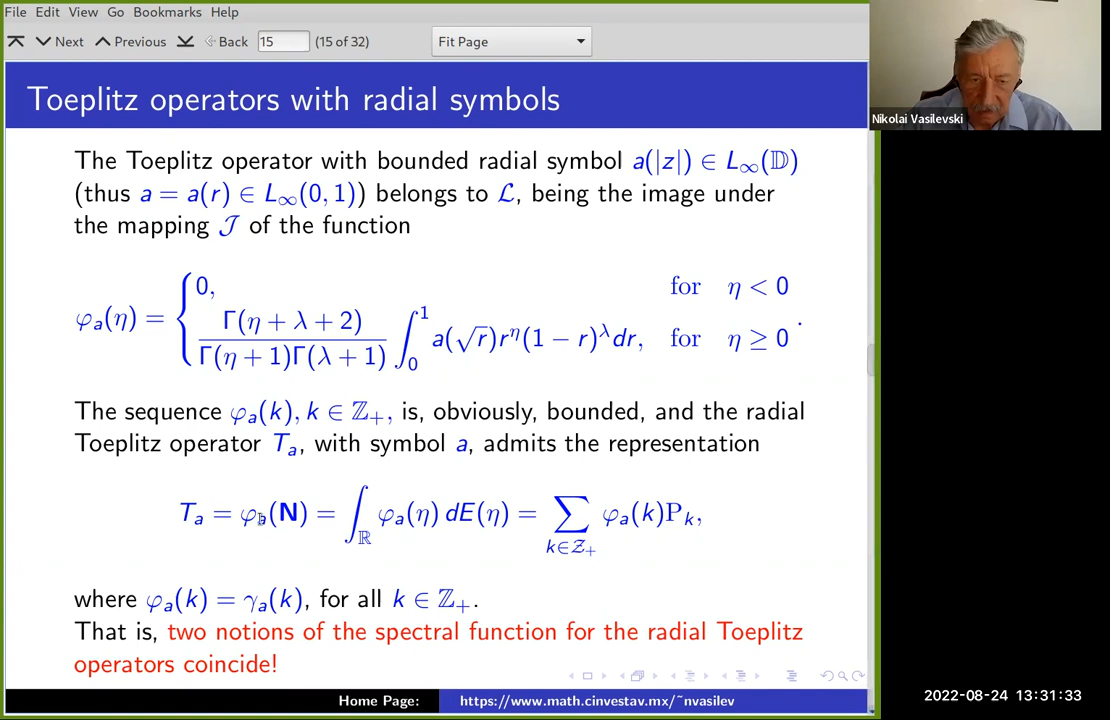 File Edit View Go Bookmarks Help
Next Previous Back 15 (15 of 32) Fit Page
Toeplitz operators with radial symbols
Nikolai Vasilevski
The Toeplitz operator with bounded radial symbol a(|z|) ∈ L∞(𝔻)
(thus a = a(r) ∈ L∞(0, 1)) belongs to ℒ, being the image under
the mapping 𝒥 of the function
φₐ(η) = { 0, for η < 0
Γ(η + λ + 2) / Γ(η + 1)Γ(λ + 1) ∫₀¹ a(√r)r^η(1 − r)^λ dr, for η ≥ 0 .
The sequence φₐ(k), k ∈ ℤ₊, is, obviously, bounded, and the radial
Toeplitz operator Tₐ, with symbol a, admits the representation
Tₐ = φₐ(N) = ∫_ℝ φₐ(η) dE(η) = ∑_{k∈𝒵₊} φₐ(k)Pₖ,
where φₐ(k) = γₐ(k), for all k ∈ ℤ₊.
That is, two notions of the spectral function for the radial Toeplitz
operators coincide!
Home Page: https://www.math.cinvestav.mx/~nvasilev
2022-08-24 13:31:33